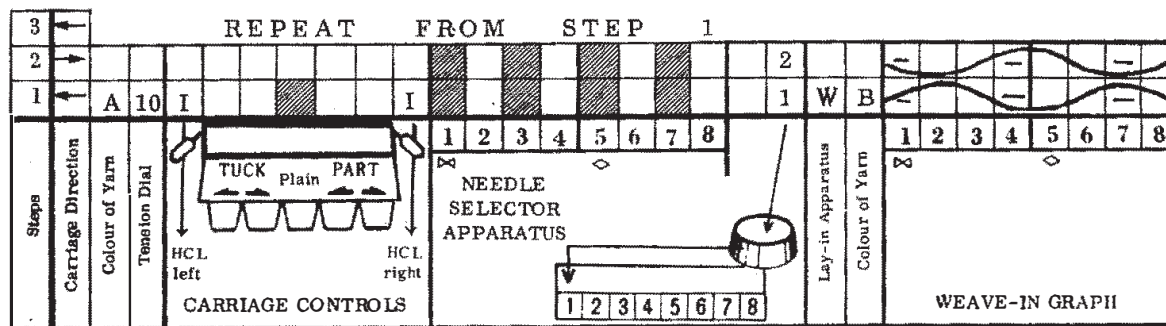 3 ← REPEAT FROM STEP 1
2 → 2
1 ← A 10 I I 1 W B
1 2 3 4 5 6 7 8
1 2 3 4 5 6 7 8
Steps
Carriage Direction
Colour of Yarn
Tension Dial
TUCK Plain PART
HCL left
HCL right
CARRIAGE CONTROLS
NEEDLE
SELECTOR
APPARATUS
1 2 3 4 5 6 7 8
Lay-in Apparatus
Colour of Yarn
WEAVE-IN GRAPH